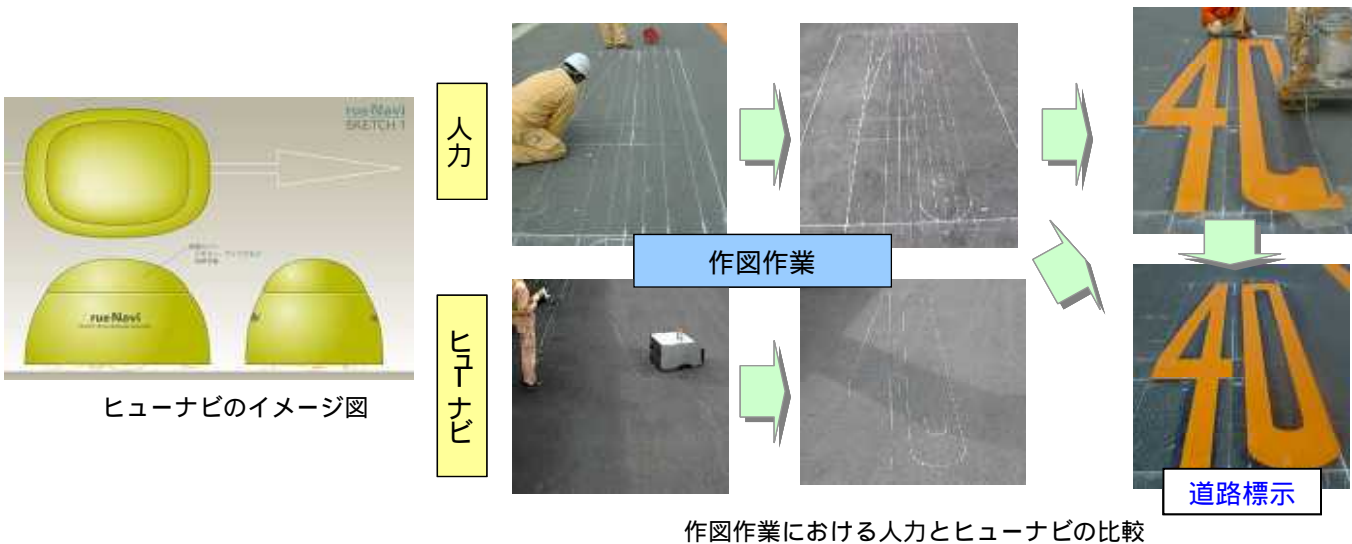 rueNavi
SKETCH 1
rueNavi
ヒューナビのイメージ図
人力
ヒューナビ
作図作業
40
40
道路標示
作図作業における人力とヒューナビの比較